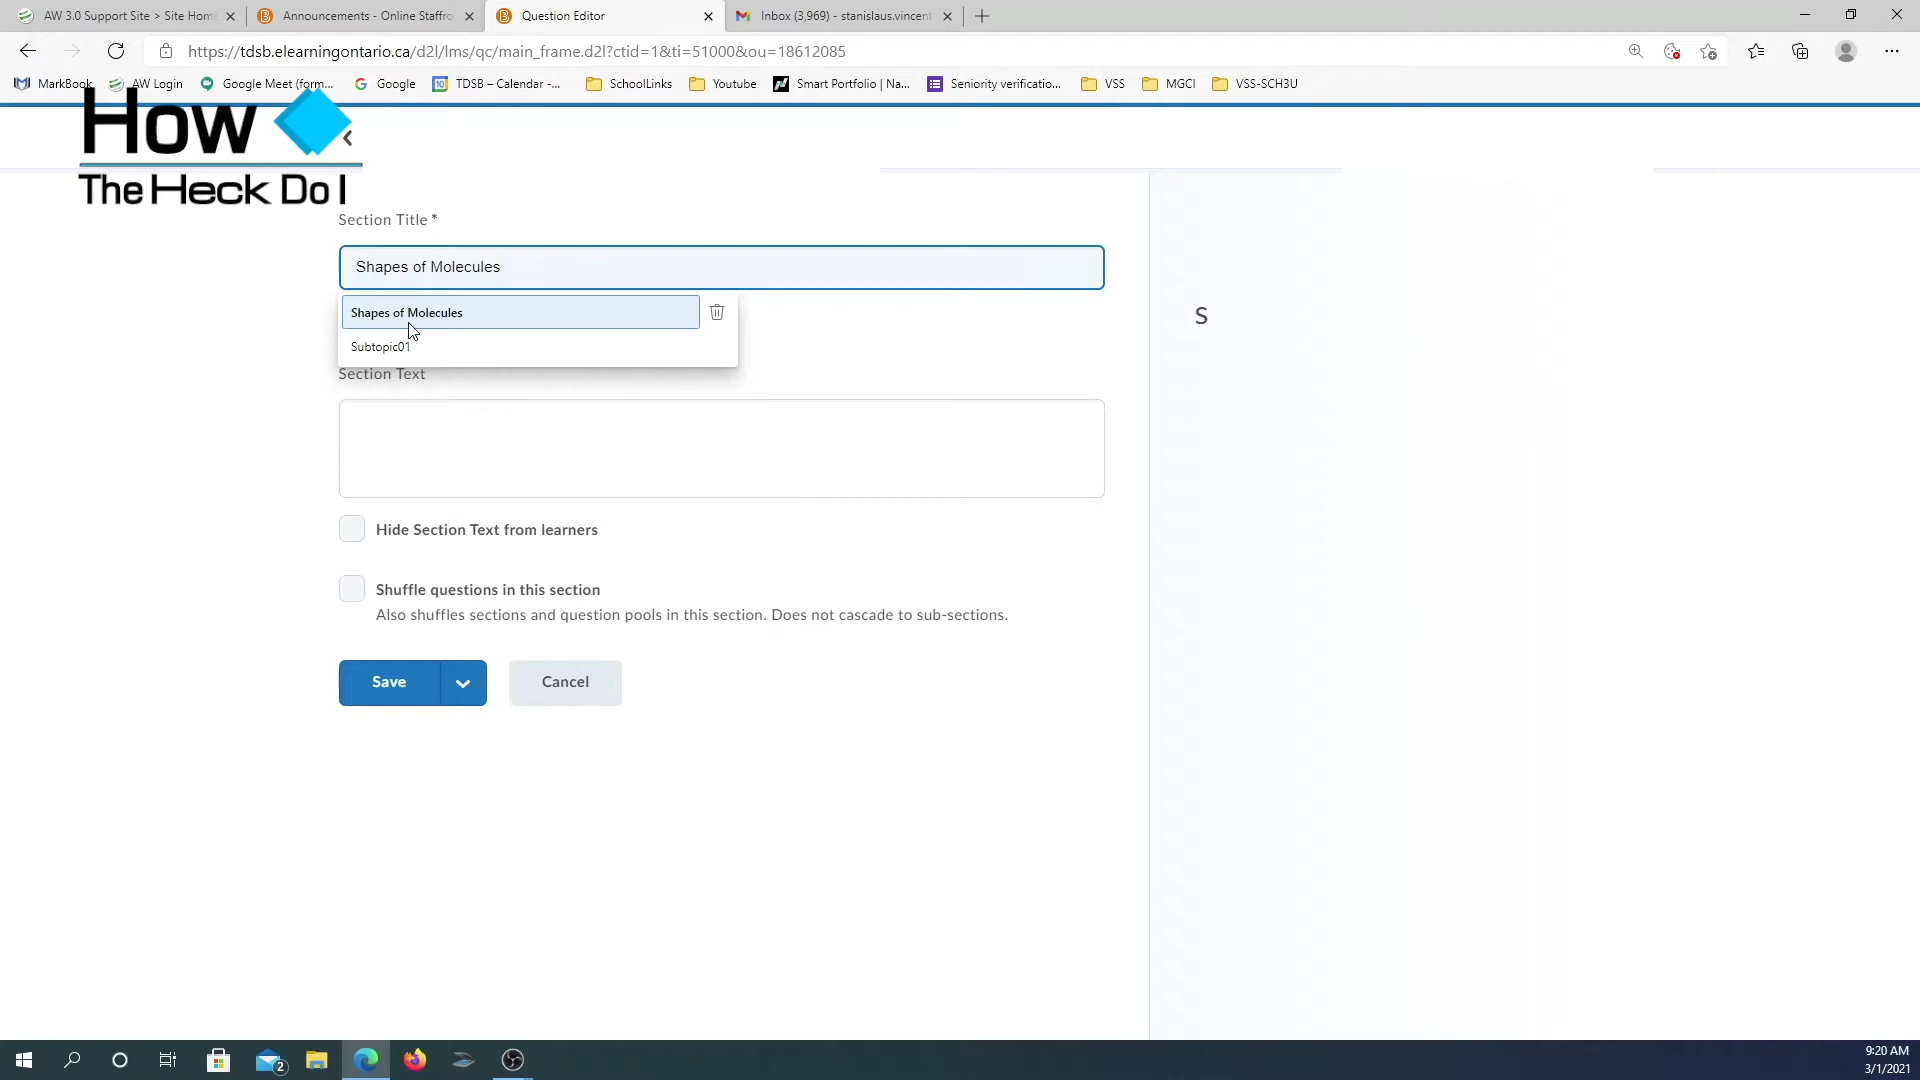 AW 3.0 Support Site > Site Home
Announcements - Online Staffro
Question Editor
Inbox (3,969) - stanislaus.vincent
https://tdsb.elearningontario.ca/d2l/lms/qc/main_frame.d2l?ctid=1&ti=51000&ou=18612085
MarkBook
AW Login
Google Meet (form...
Google
TDSB – Calendar -...
SchoolLinks
Youtube
Smart Portfolio | Na...
Seniority verificatio...
VSS
MGCI
VSS-SCH3U
How
The Heck Do I
Section Title *
Shapes of Molecules
Shapes of Molecules
Subtopic01
S
Section Text
Hide Section Text from learners
Shuffle questions in this section
Also shuffles sections and question pools in this section. Does not cascade to sub-sections.
Save
Cancel
2
9:20 AM
3/1/2021